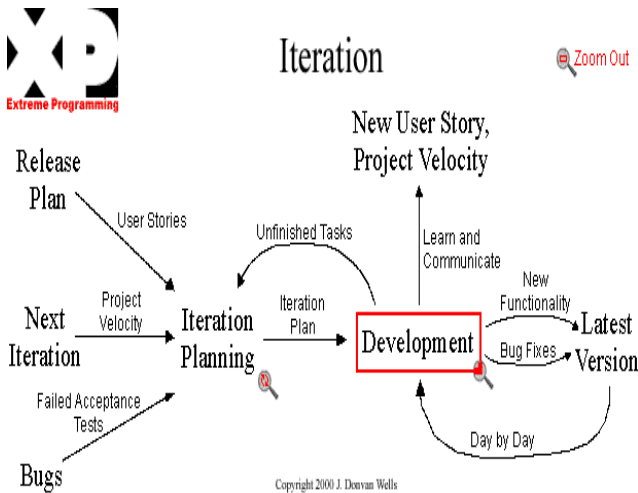 XP
Extreme Programming
Iteration
Zoom Out
New User Story,
Project Velocity
Release
Plan
User Stories
Unfinished Tasks
Learn and
Communicate
New
Functionality
Project
Velocity
Iteration
Plan
Next
Iteration
Iteration
Planning
Development
Bug Fixes
Latest
Version
Failed Acceptance
Tests
Day by Day
Bugs
Copyright 2000 J. Donvan Wells